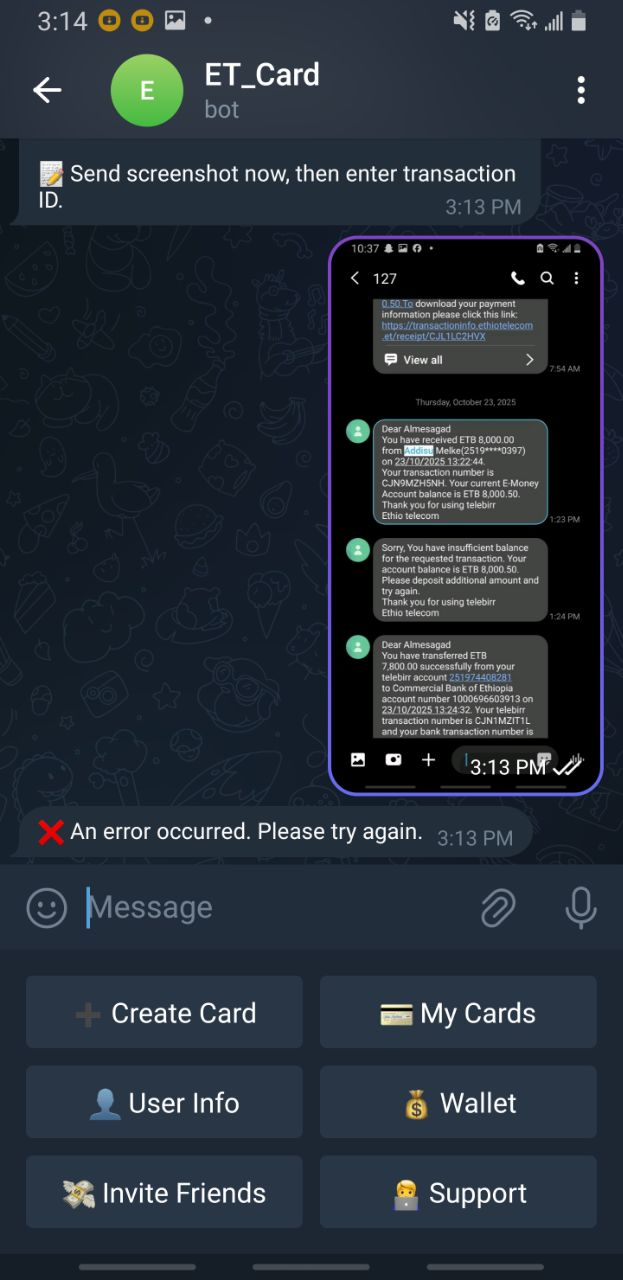 3:14
E
ET_Card
bot
📝 Send screenshot now, then enter transaction
ID.
3:13 PM
10:37
127
0.50.To download your payment
information please click this link:
https://transactioninfo.ethiotelecom
.et/receipt/CJL1LC2HVX
View all
7:54 AM
Thursday, October 23, 2025
Dear Almesagad
You have received ETB 8,000.00
from Addisu Melke(2519****0397)
on 23/10/2025 13:22:44.
Your transaction number is
CJN9MZH5NH. Your current E-Money
Account balance is ETB 8,000.50.
Thank you for using telebirr
Ethio telecom
1:23 PM
Sorry, You have insufficient balance
for the requested transaction. Your
account balance is ETB 8,000.50.
Please deposit additional amount and
try again.
Thank you for using telebirr
Ethio telecom
1:24 PM
Dear Almesagad
You have transferred ETB
7,800.00 successfully from your
telebirr account 251974408281
to Commercial Bank of Ethiopia
account number 1000696603913 on
23/10/2025 13:24:32. Your telebirr
transaction number is CJN1MZIT1L
and your bank transaction number is
3:13 PM
❌ An error occurred. Please try again.
3:13 PM
Message
➕ Create Card
💳 My Cards
👤 User Info
💰 Wallet
💸 Invite Friends
🧑‍💻 Support